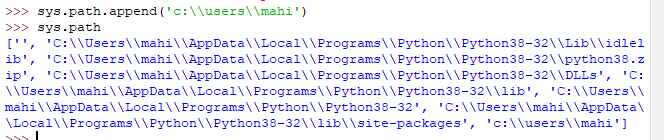 >>> sys.path.append('c:\\users\\mahi')
>>> sys.path
['', 'C:\\Users\\mahi\\AppData\\Local\\Programs\\Python\\Python38-32\\Lib\\idlel
ib', 'C:\\Users\\mahi\\AppData\\Local\\Programs\\Python\\Python38-32\\python38.z
ip', 'C:\\Users\\mahi\\AppData\\Local\\Programs\\Python\\Python38-32\\DLLs', 'C:
\\Users\\mahi\\AppData\\Local\\Programs\\Python\\Python38-32\\lib', 'C:\\Users\\
mahi\\AppData\\Local\\Programs\\Python\\Python38-32', 'C:\\Users\\mahi\\AppData\
\Local\\Programs\\Python\\Python38-32\\lib\\site-packages', 'c:\\users\\mahi']
>>>